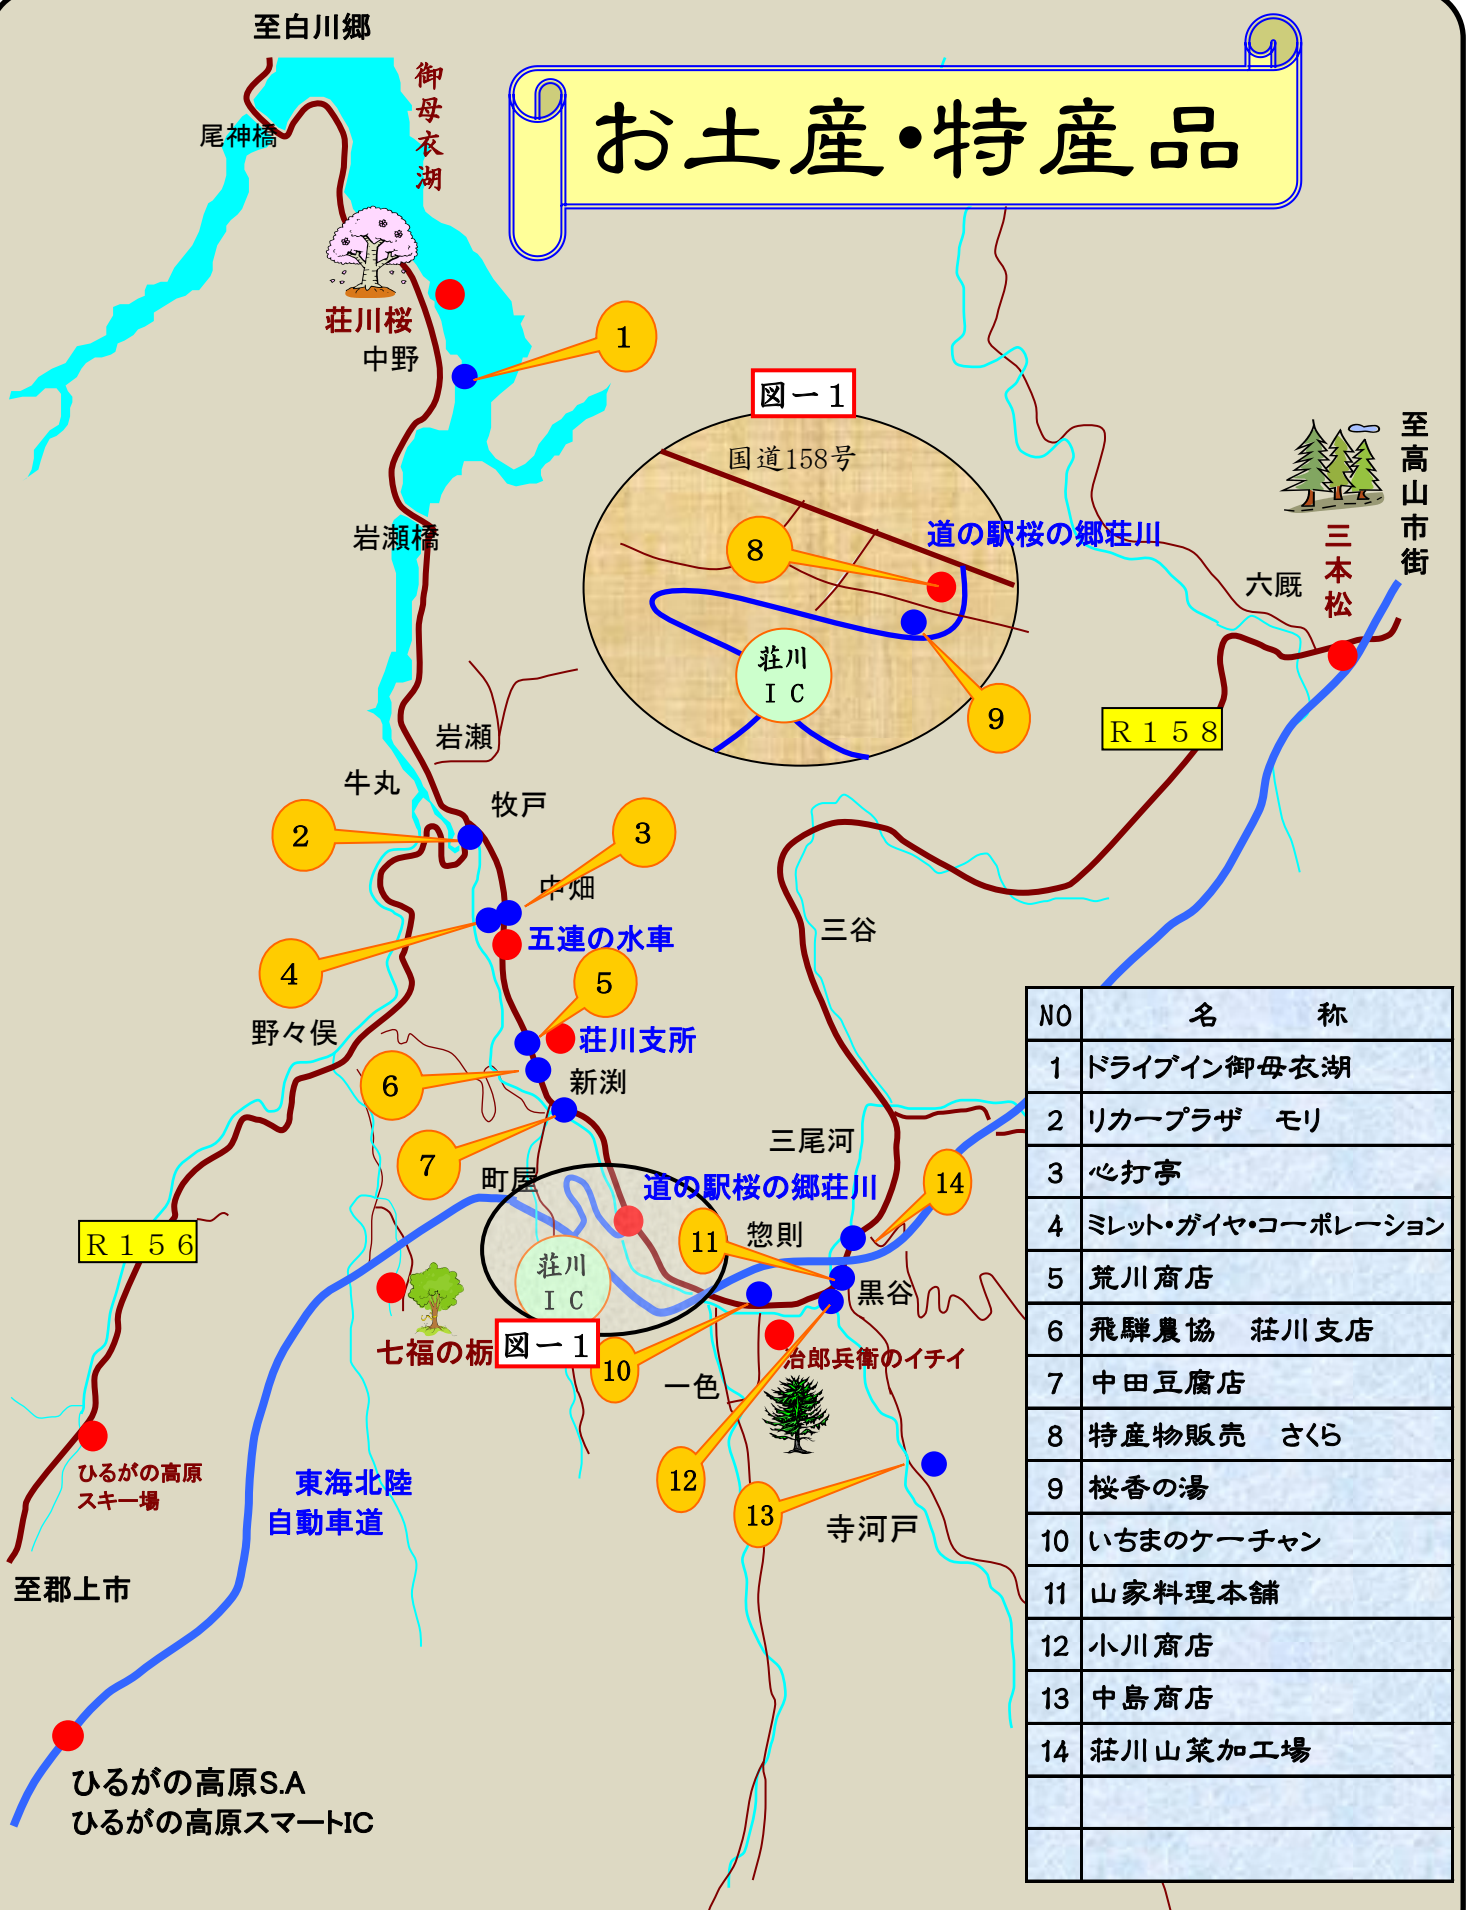 至白川郷
御母衣湖
お土産・特産品
尾神橋
荘川桜
中野
1
図ー1
国道158号
道の駅桜の郷荘川
8
荘川
IC
9
至高山市街
三本松
六厩
岩瀬橋
R158
岩瀬
牛丸
牧戸
2
3
中畑
三谷
五連の水車
4
5
野々俣
荘川支所
6
新渕
7
町屋
三尾河
道の駅桜の郷荘川
14
11
惣則
R156
荘川
IC
黒谷
七福の栃
図ー1
10
一色
治郎兵衛のイチイ
12
13
寺河戸
ひるがの高原
スキー場
東海北陸
自動車道
至郡上市
ひるがの高原S.A
ひるがの高原スマートIC
NO 名 称
1 ドライブイン御母衣湖
2 リカープラザ モリ
3 心打亭
4 ミレット・ガイヤ・コーポレーション
5 荒川商店
6 飛騨農協 荘川支店
7 中田豆腐店
8 特産物販売 さくら
9 桜香の湯
10 いちまのケーチャン
11 山家料理本舗
12 小川商店
13 中島商店
14 荘川山菜加工場